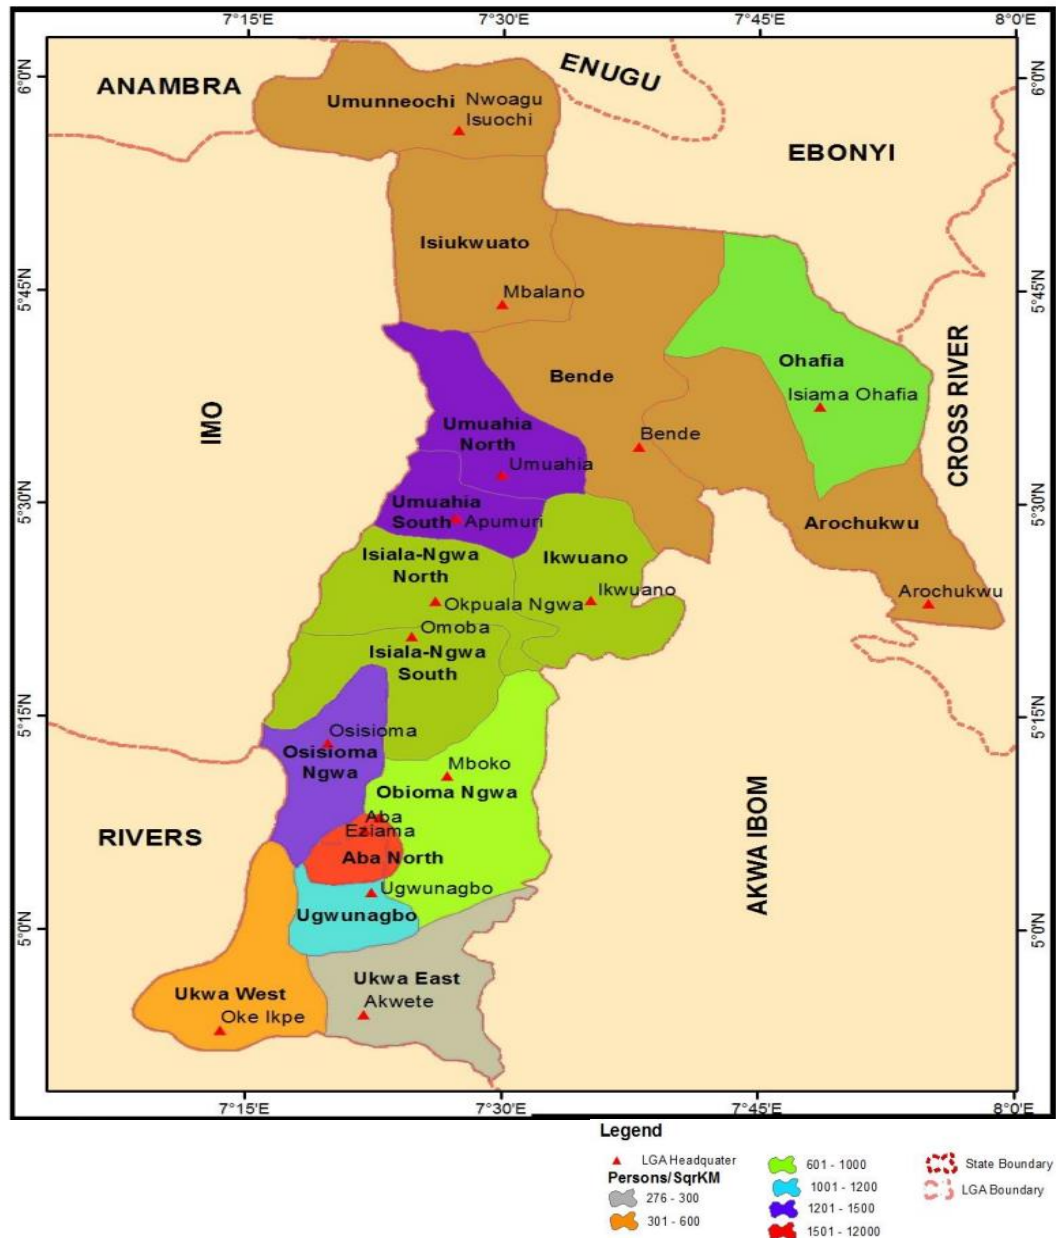 7°15'E 7°30'E 7°45'E 8°0'E
6°0'N
6°0'N
ANAMBRA
ENUGU
Umunneochi
Nwoagu
Isuochi
EBONYI
Isiukwuato
Mbalano
5°45'N
5°45'N
Ohafia
Isiama Ohafia
Bende
CROSS RIVER
IMO
Umuahia
North
Umuahia
Bende
5°30'N
5°30'N
Umuahia
South
Apumuri
Arochukwu
Isiala-Ngwa
North
Ikwuano
Okpuala Ngwa
Ikwuano
Arochukwu
Omoba
Isiala-Ngwa
South
5°15'N
5°15'N
Osisioma
Osisioma
Ngwa
Mboko
Obioma Ngwa
AKWA IBOM
RIVERS
Aba
Eziama
Aba North
Ugwunagbo
Ugwunagbo
5°0'N
5°0'N
Ukwa East
Akwete
Ukwa West
Oke Ikpe
7°15'E 7°30'E 7°45'E 8°0'E
Legend
LGA Headquater
Persons/SqrKM
276 - 300
301 - 600
601 - 1000
1001 - 1200
1201 - 1500
1501 - 12000
State Boundary
LGA Boundary